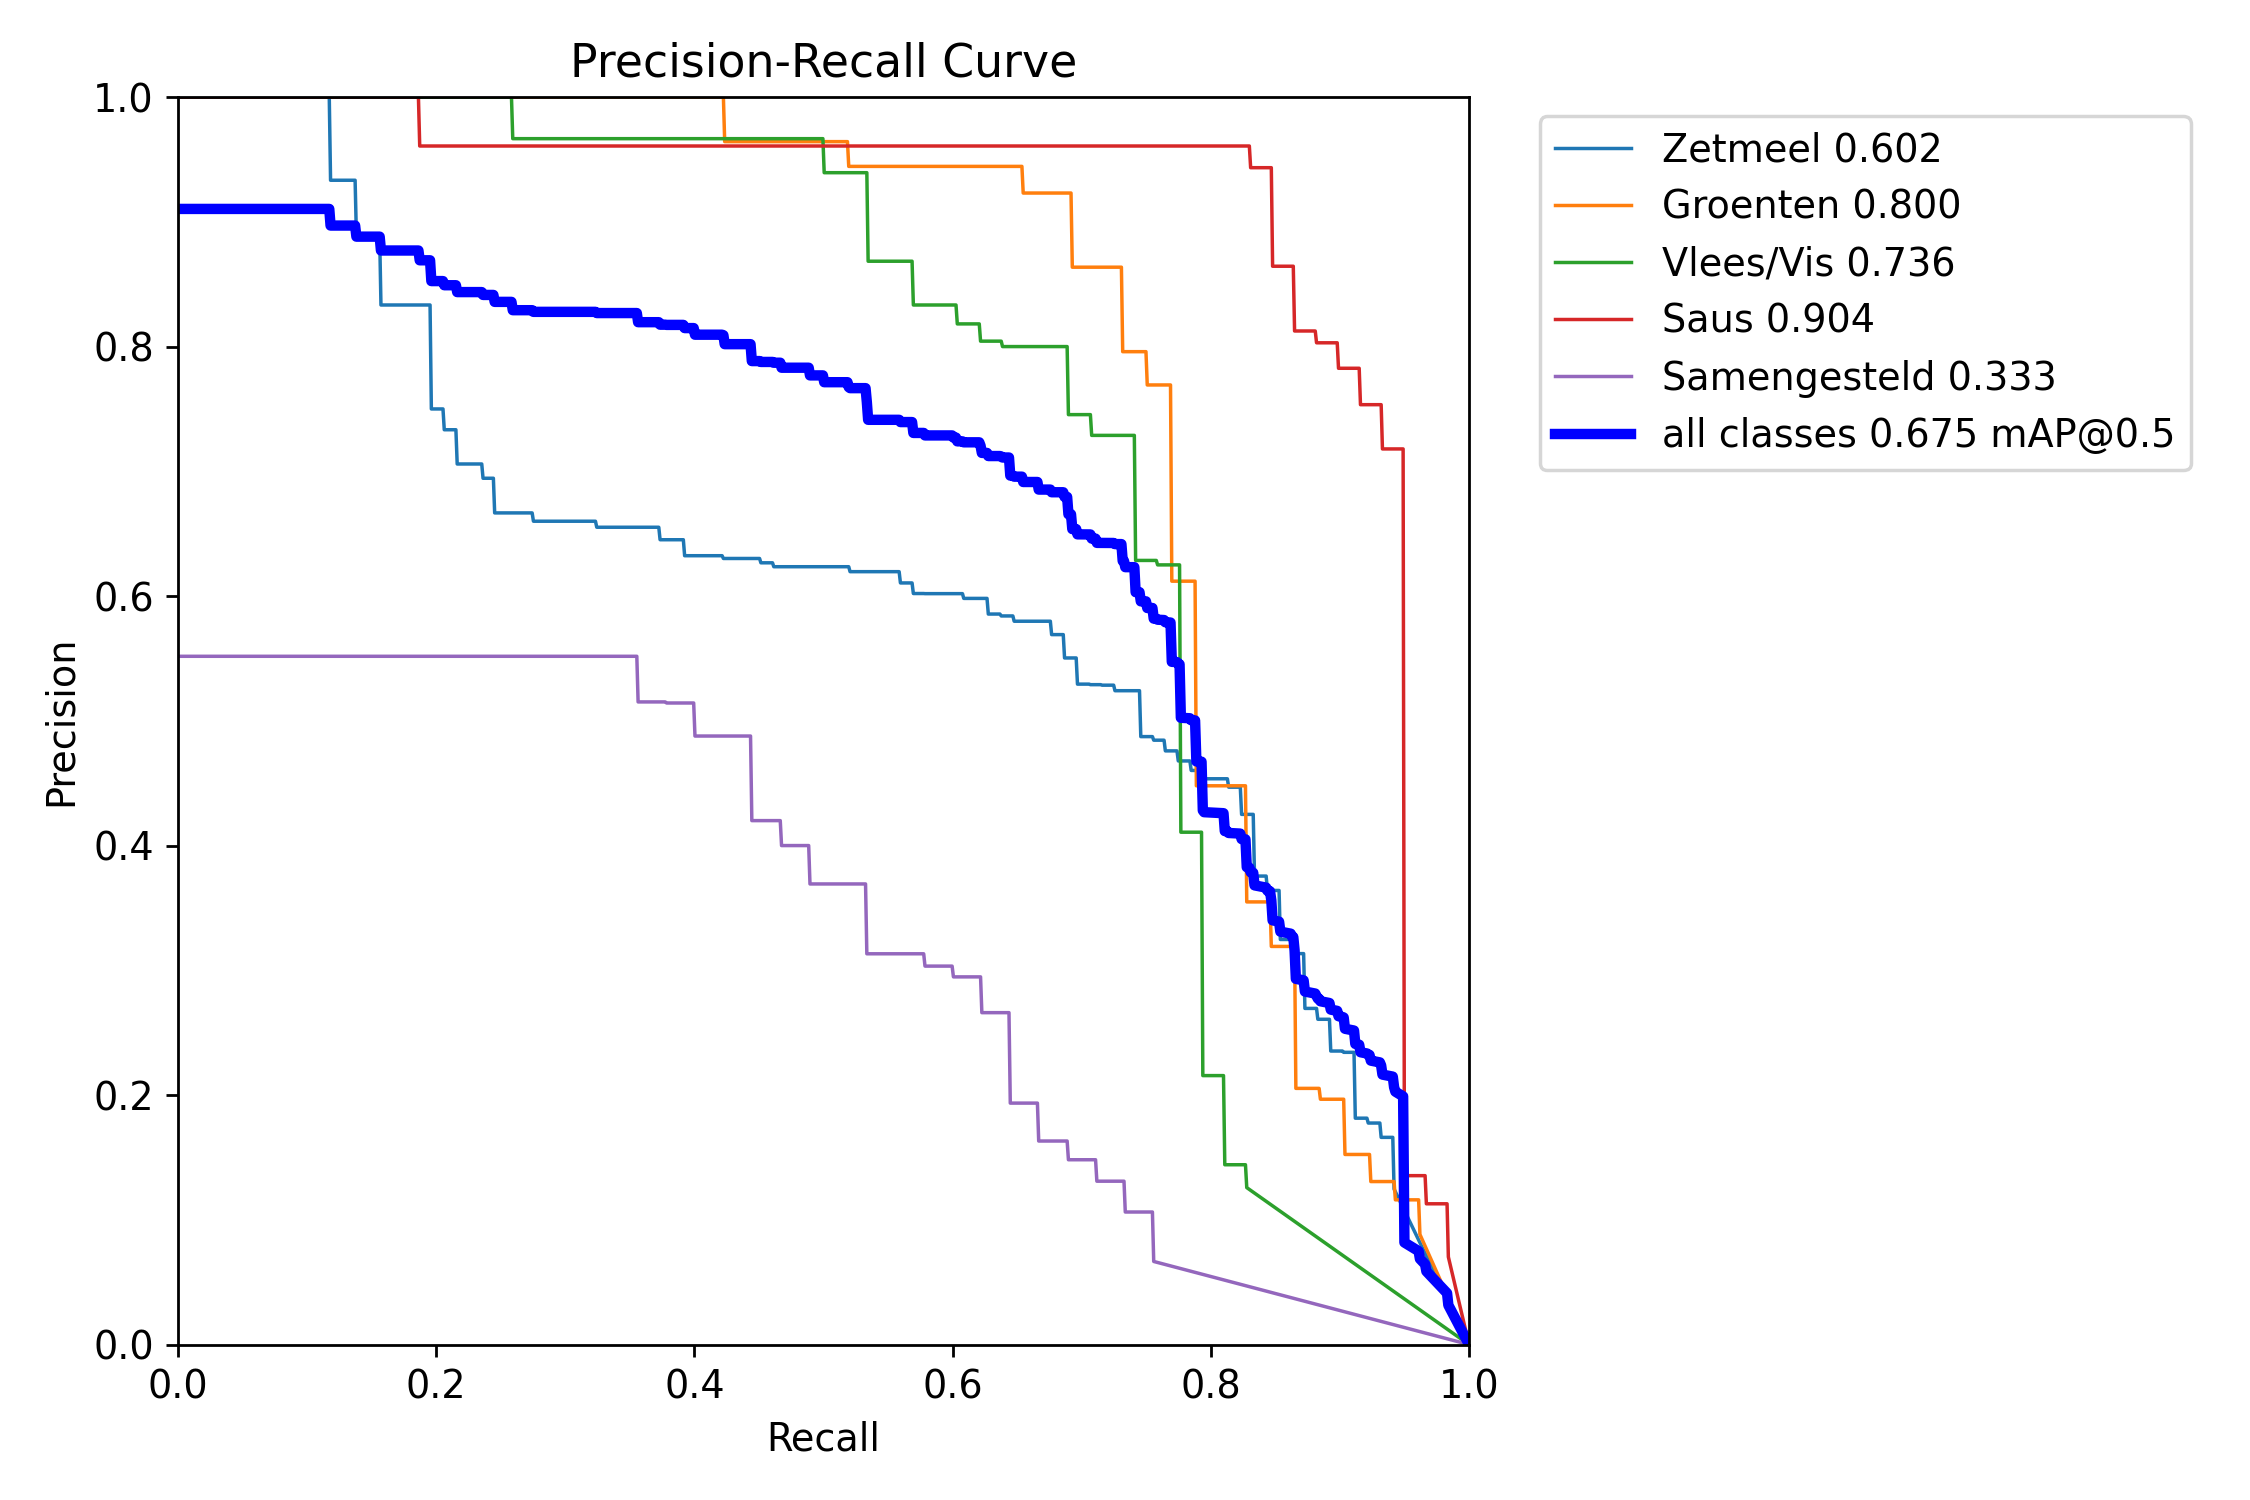 Precision-Recall Curve
1.0
0.8
0.6
0.4
0.2
0.0
Precision
0.0 0.2 0.4 0.6 0.8 1.0
Recall
Zetmeel 0.602
Groenten 0.800
Vlees/Vis 0.736
Saus 0.904
Samengesteld 0.333
all classes 0.675 mAP@0.5